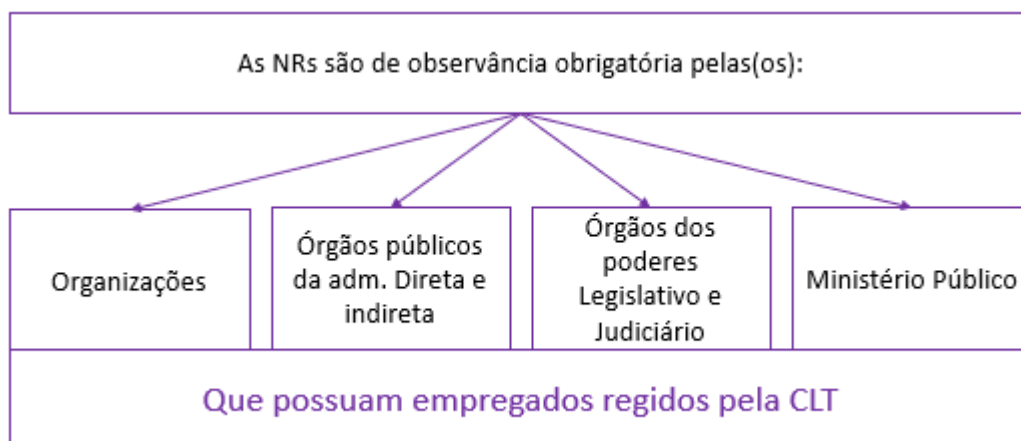 As NRs são de observância obrigatória pelas(os):
Organizações
Órgãos públicos
da adm. Direta e
indireta
Órgãos dos
poderes
Legislativo e
Judiciário
Ministério Público
Que possuam empregados regidos pela CLT